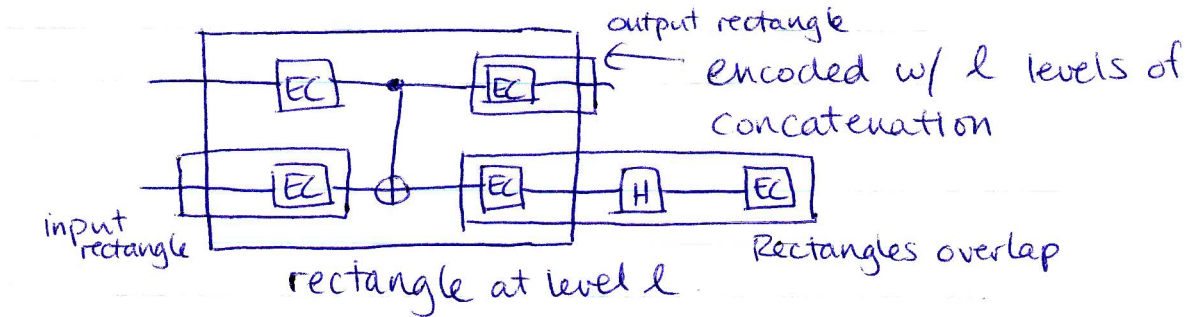 output rectangle
encoded w/ l levels of
concatenation
EC
EC
EC
EC
H
EC
input
rectangle
Rectangles overlap
rectangle at level l